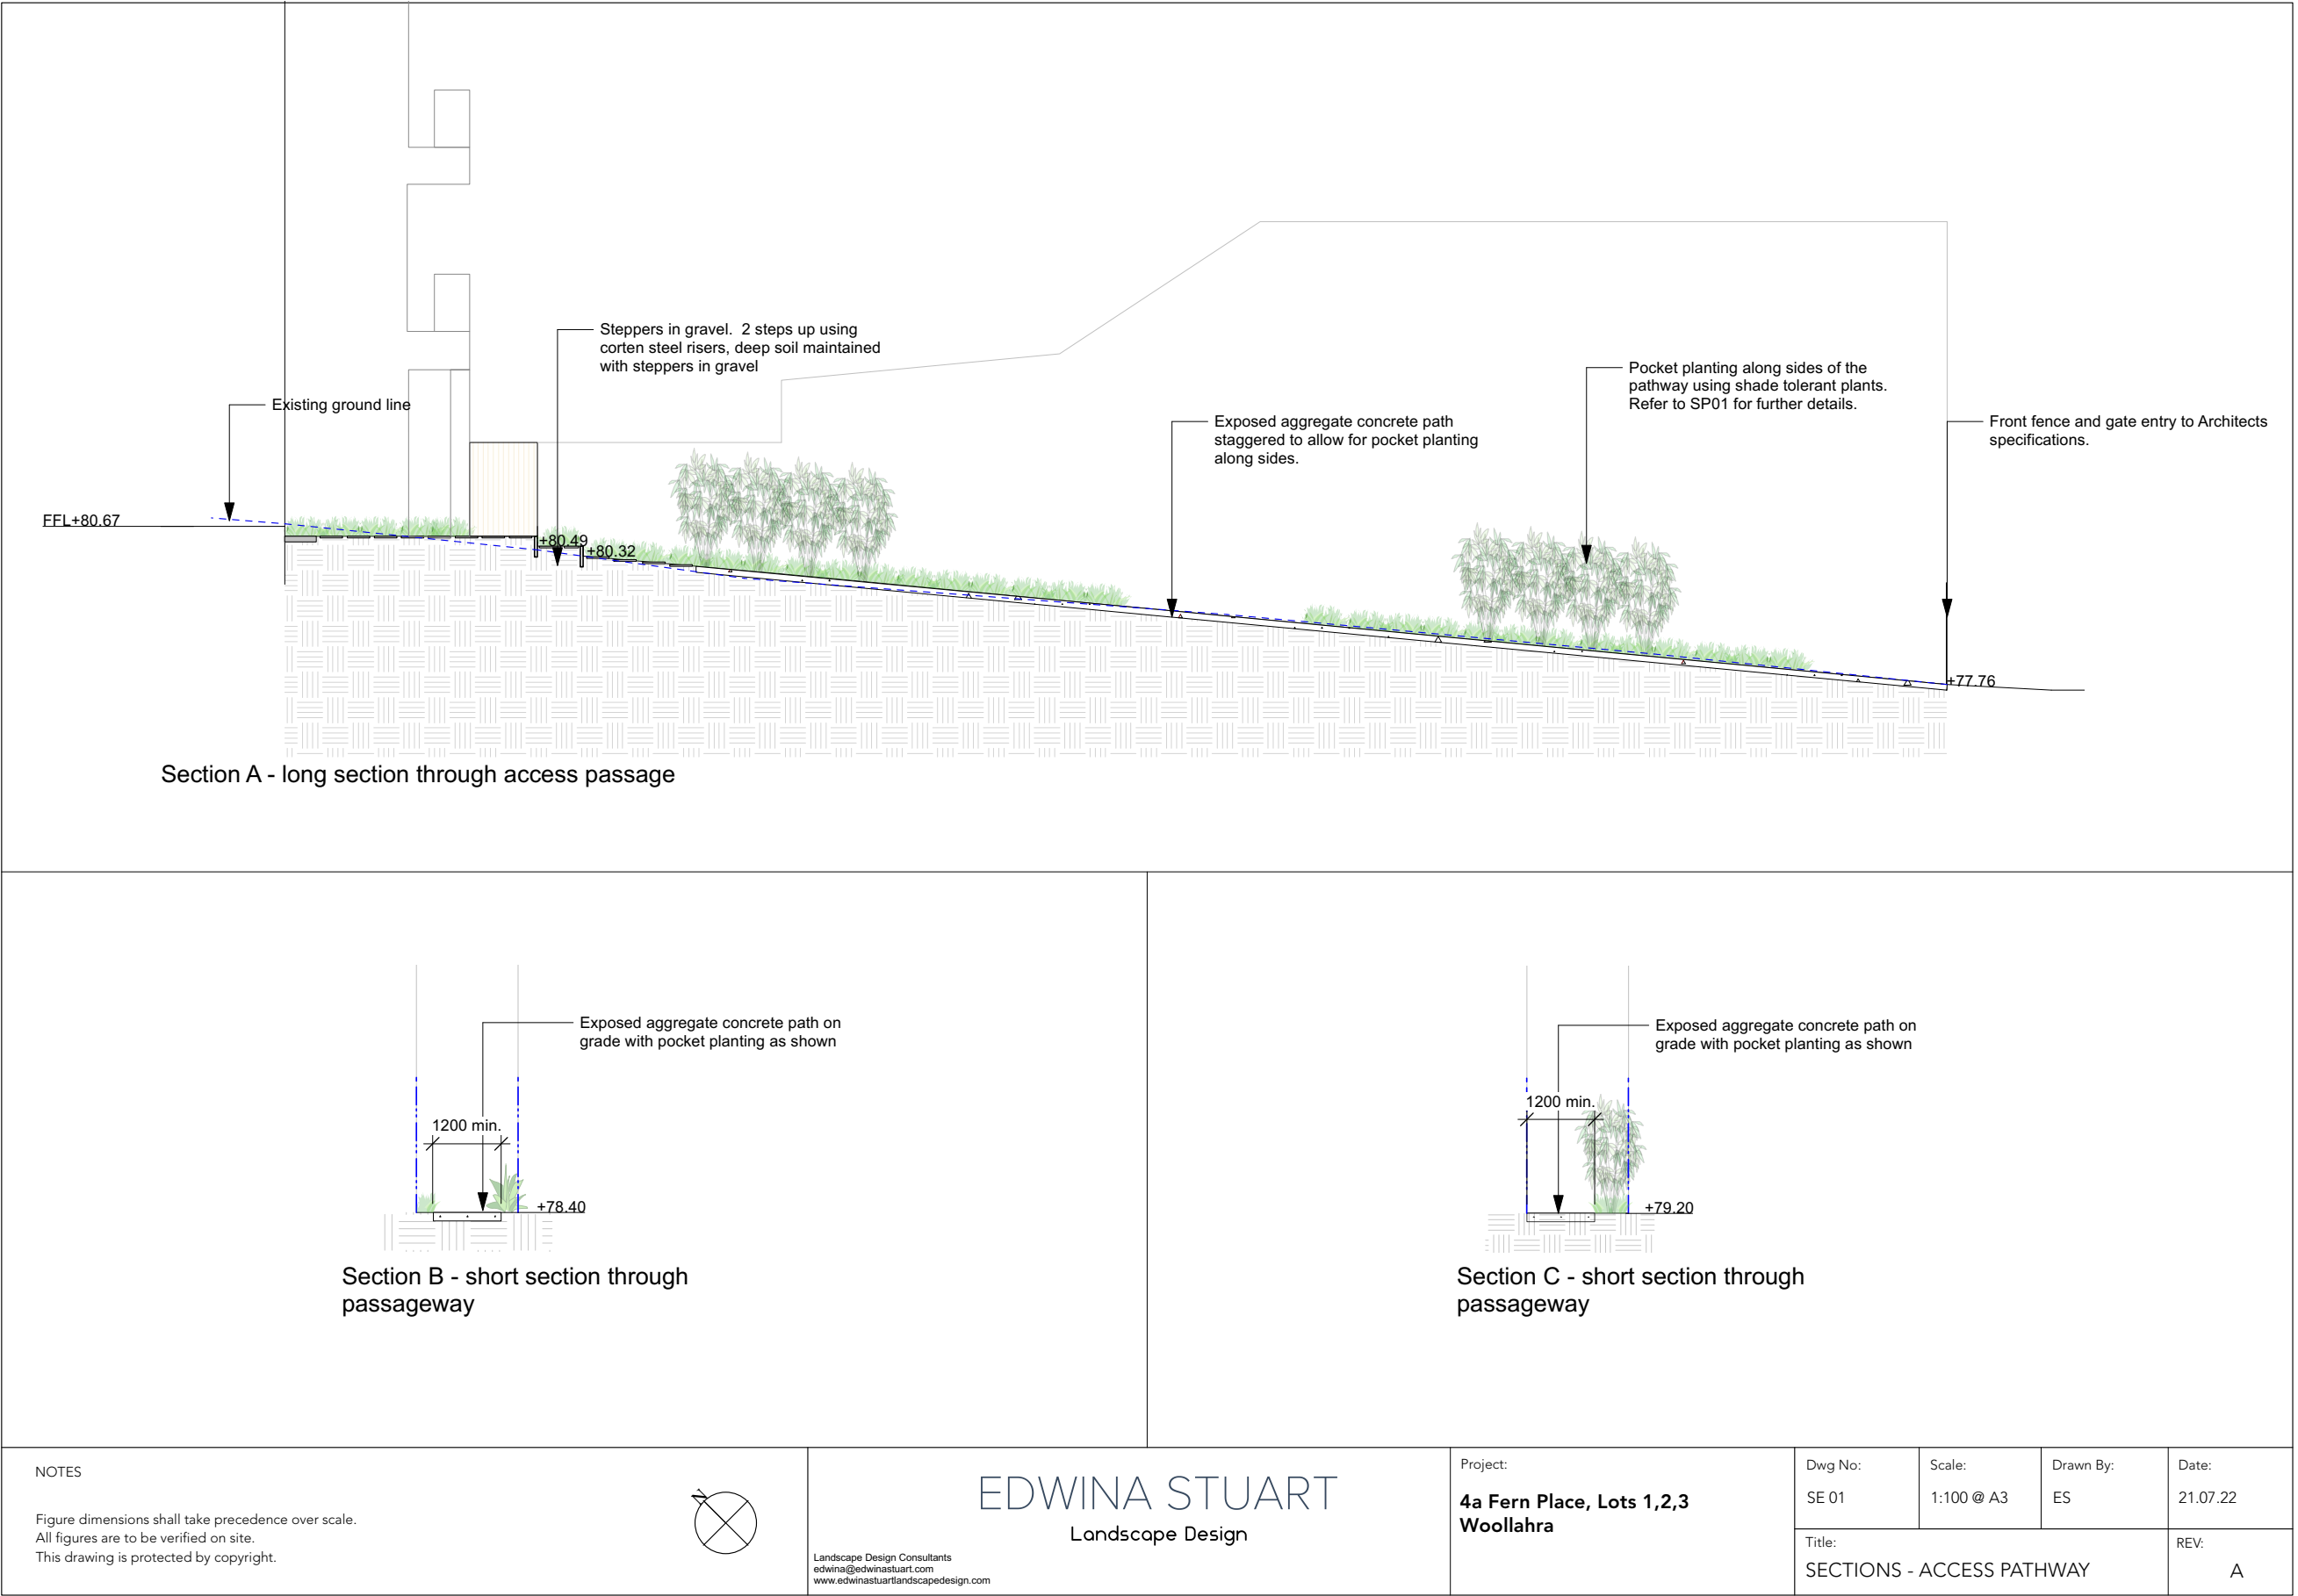 Steppers in gravel.  2 steps up using
corten steel risers, deep soil maintained
with steppers in gravel
Existing ground line
Pocket planting along sides of the
pathway using shade tolerant plants.
Refer to SP01 for further details.
Exposed aggregate concrete path
staggered to allow for pocket planting
along sides.
Front fence and gate entry to Architects
specifications.
FFL+80.67
+80.49
+80.32
+77.76
Section A - long section through access passage
Exposed aggregate concrete path on
grade with pocket planting as shown
1200 min.
+78.40
Section B - short section through
passageway
Exposed aggregate concrete path on
grade with pocket planting as shown
1200 min.
+79.20
Section C - short section through
passageway
NOTES
Figure dimensions shall take precedence over scale.
All figures are to be verified on site.
This drawing is protected by copyright.
N
EDWINA STUART
Landscape Design
Landscape Design Consultants
edwina@edwinastuart.com
www.edwinastuartlandscapedesign.com
Project:
4a Fern Place, Lots 1,2,3
Woollahra
Dwg No:
SE 01
Scale:
1:100 @ A3
Drawn By:
ES
Date:
21.07.22
Title:
SECTIONS - ACCESS PATHWAY
REV:
A